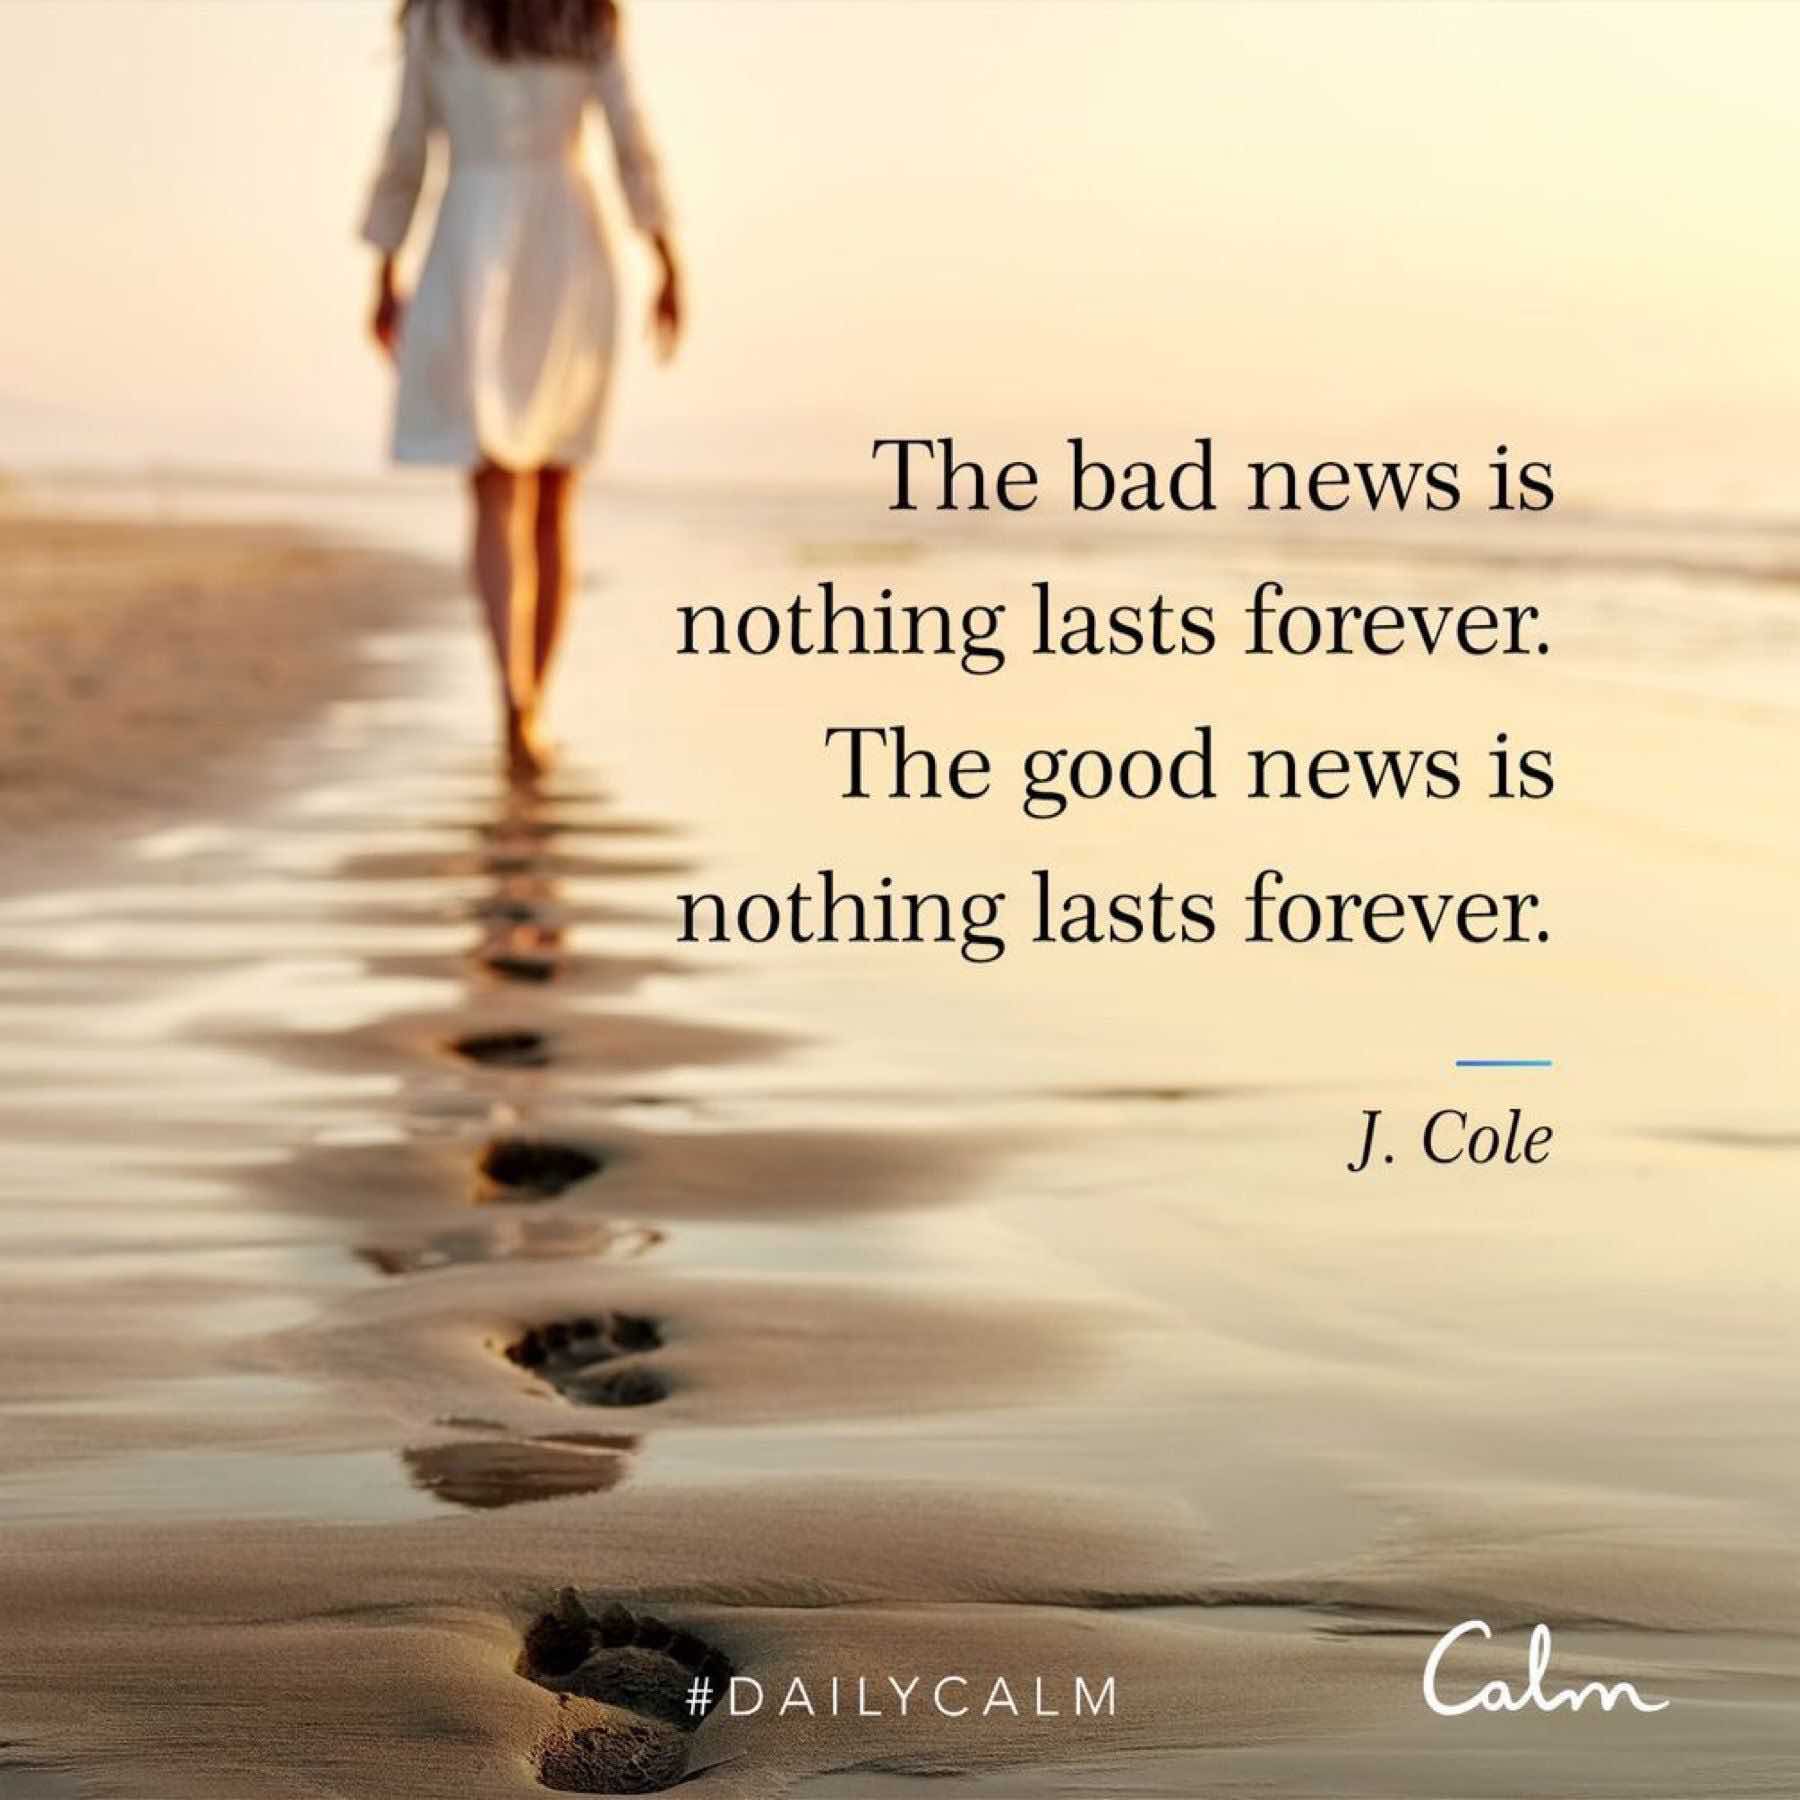 The bad news is
nothing lasts forever.
The good news is
nothing lasts forever.
J. Cole
#DAILYCALM
Calm